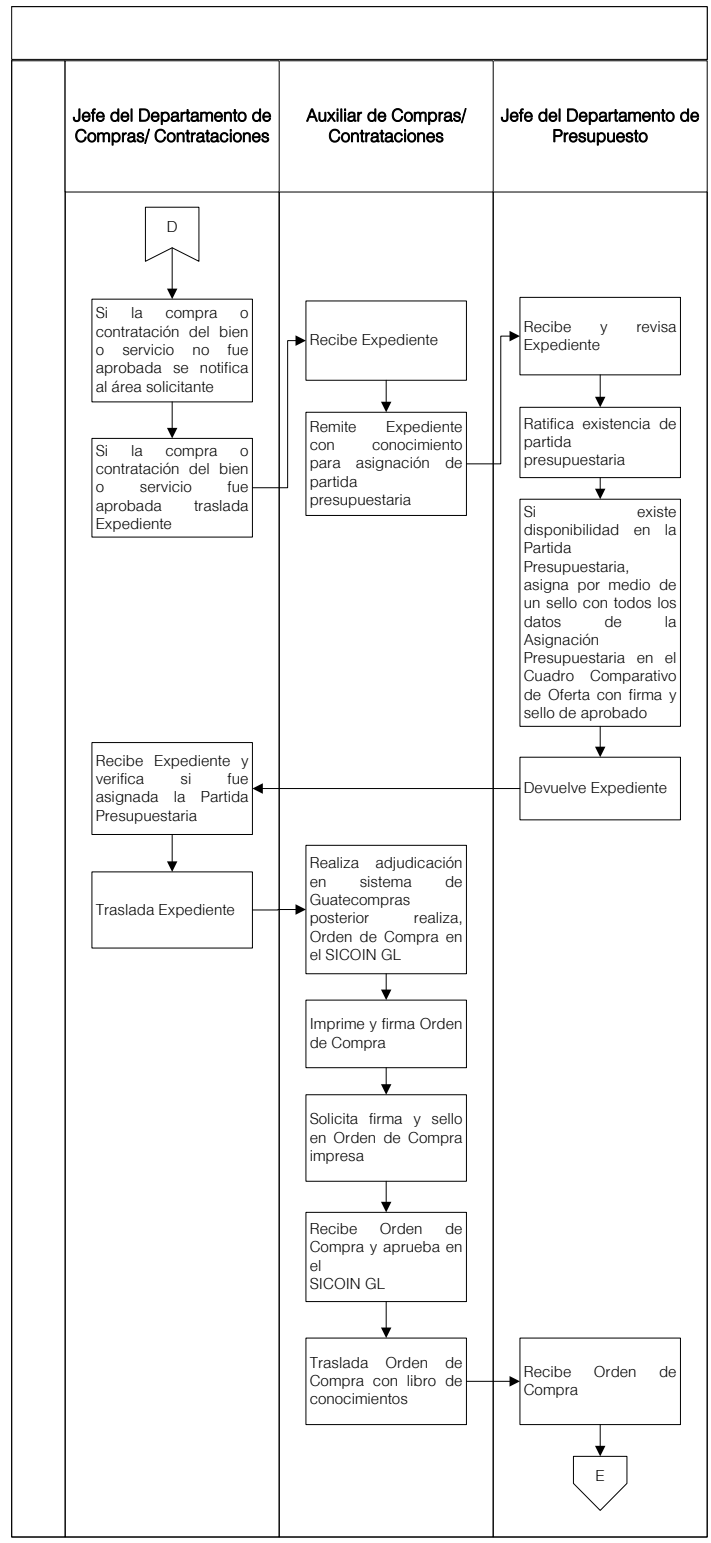 Jefe del Departamento de
Compras/ Contrataciones
Auxiliar de Compras/
Contrataciones
Jefe del Departamento de
Presupuesto
D
Si la compra o
contratación del bien
o servicio no fue
aprobada se notifica
al área solicitante
Si la compra o
contratación del bien
o servicio fue
aprobada traslada
Expediente
Recibe Expediente
Remite Expediente
con conocimiento
para asignación de
partida
presupuestaria
Recibe y revisa
Expediente
Ratifica existencia de
partida
presupuestaria
Si existe
disponibilidad en la
Partida
Presupuestaria,
asigna por medio de
un sello con todos los
datos de la
Asignación
Presupuestaria en el
Cuadro Comparativo
de Oferta con firma y
sello de aprobado
Devuelve Expediente
Recibe Expediente y
verifica si fue
asignada la Partida
Presupuestaria
Traslada Expediente
Realiza adjudicación
en sistema de
Guatecompras
posterior realiza,
Orden de Compra en
el SICOIN GL
Imprime y firma Orden
de Compra
Solicita firma y sello
en Orden de Compra
impresa
Recibe Orden de
Compra y aprueba en
el
SICOIN GL
Traslada Orden de
Compra con libro de
conocimientos
Recibe Orden de
Compra
E